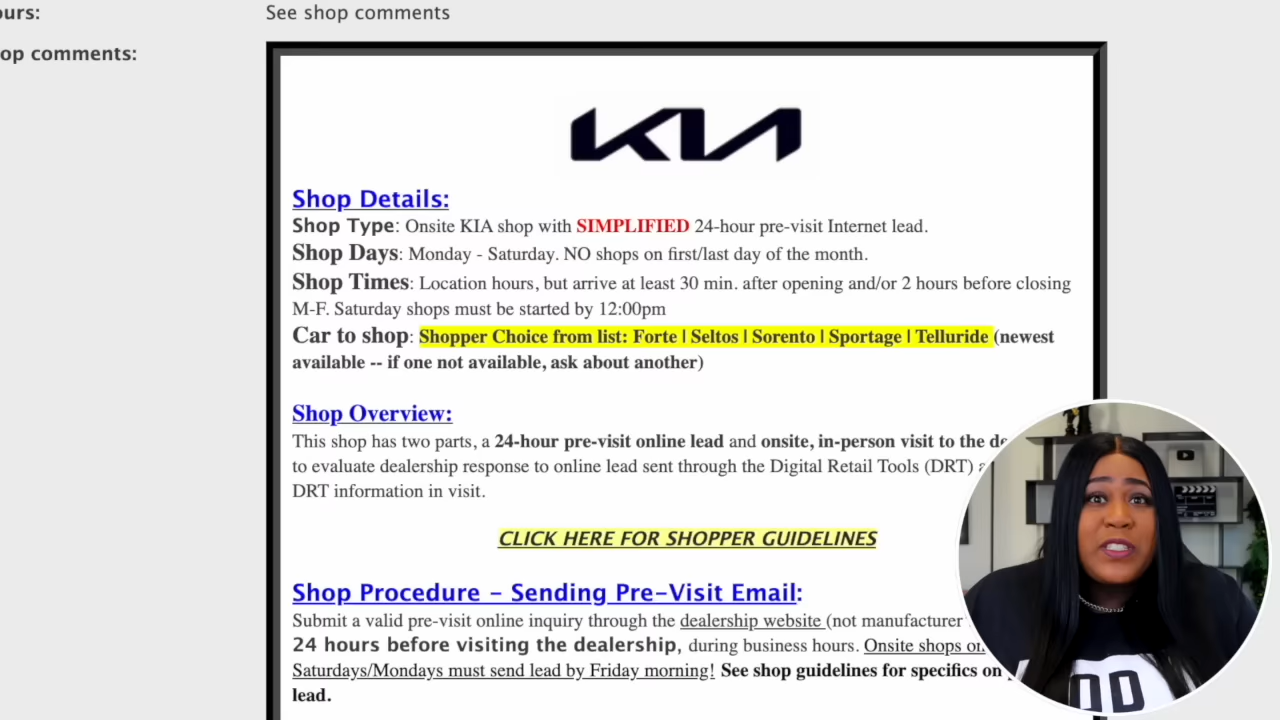 ours:
See shop comments
op comments:
KIA
Shop Details:
Shop Type: Onsite KIA shop with SIMPLIFIED 24-hour pre-visit Internet lead.
Shop Days: Monday - Saturday. NO shops on first/last day of the month.
Shop Times: Location hours, but arrive at least 30 min. after opening and/or 2 hours before closing
M-F. Saturday shops must be started by 12:00pm
Car to shop: Shopper Choice from list: Forte | Seltos | Sorento | Sportage | Telluride (newest
available -- if one not available, ask about another)
Shop Overview:
This shop has two parts, a 24-hour pre-visit online lead and onsite, in-person visit to the de
to evaluate dealership response to online lead sent through the Digital Retail Tools (DRT) a
DRT information in visit.
CLICK HERE FOR SHOPPER GUIDELINES
Shop Procedure - Sending Pre-Visit Email:
Submit a valid pre-visit online inquiry through the dealership website (not manufacturer
24 hours before visiting the dealership, during business hours. Onsite shops on
Saturdays/Mondays must send lead by Friday morning! See shop guidelines for specifics on
lead.